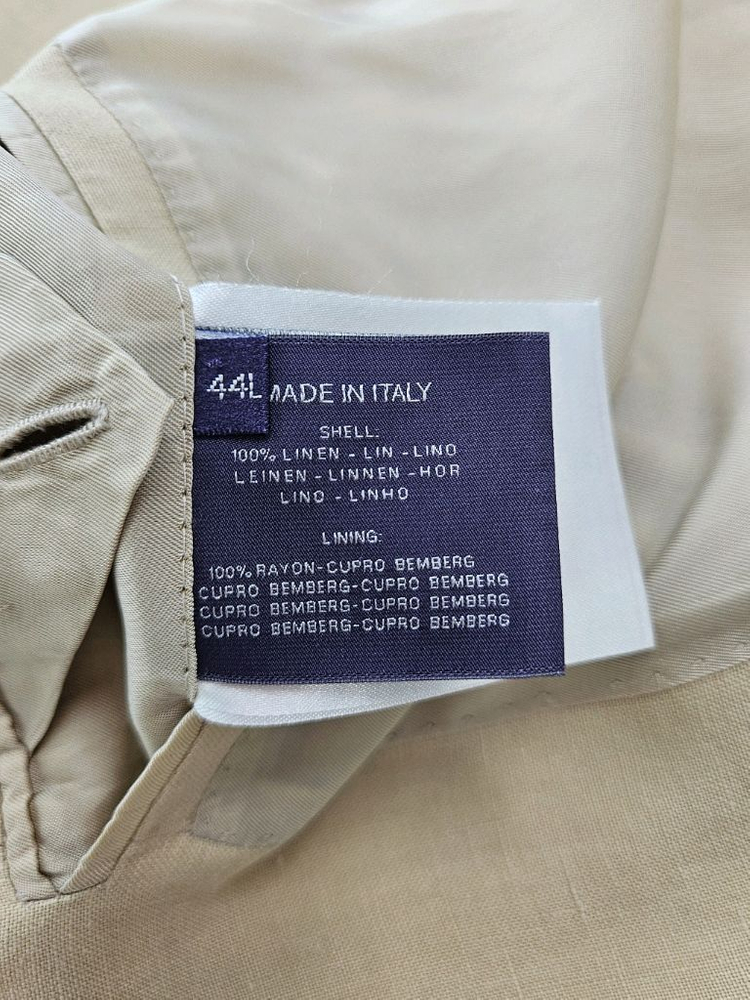 44L
MADE IN ITALY
SHELL:
100% LINEN - LIN -LINO
LEINEN - LINNEN -HOR
LINO - LINHO
LINING:
100% RAYON-CUPRO BEMBERG
CUPRO BEMBERG-CUPRO BEMBERG
CUPRO BEMBERG-CUPRO BEMBERG
CUPRO BEMBERG-CUPRO BEMBERG